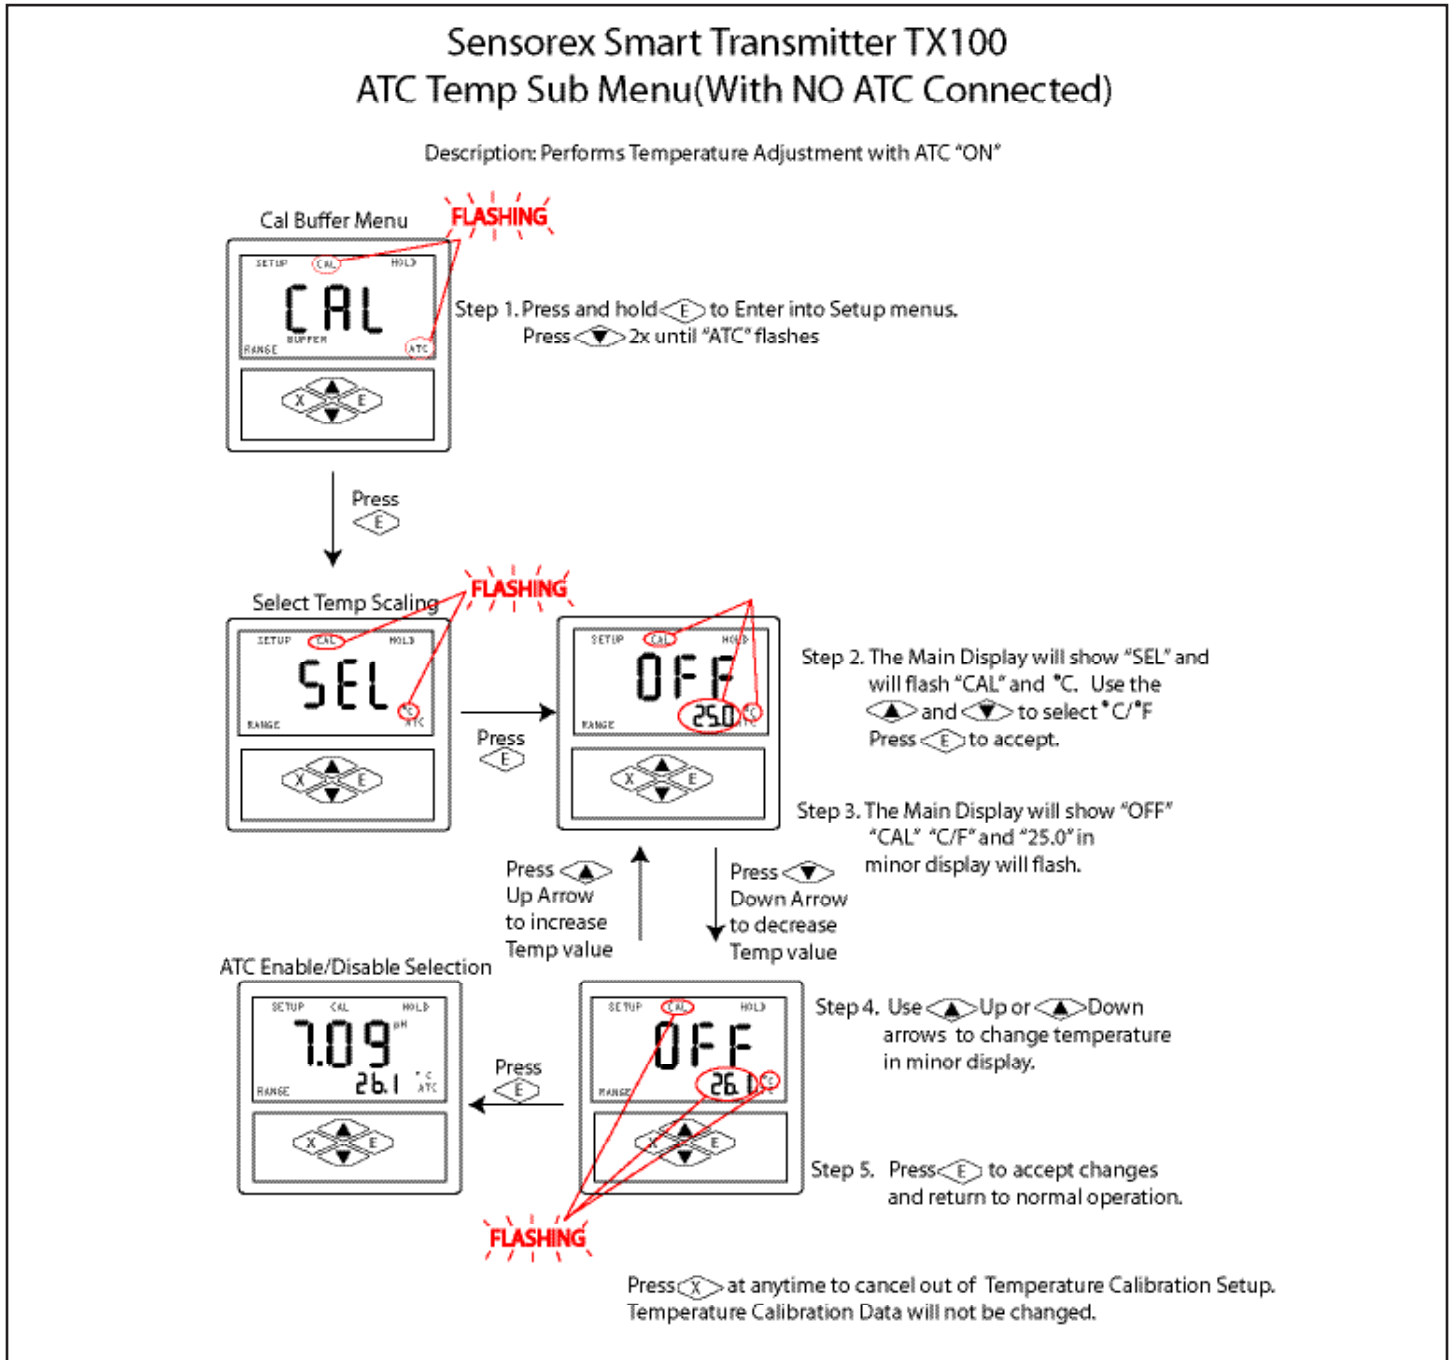 Sensorex Smart Transmitter TX100
ATC Temp Sub Menu(With NO ATC Connected)
Description: Performs Temperature Adjustment with ATC “ON”
Cal Buffer Menu
FLASHING
SETUP CAL HOLD
CAL
BUFFER
RANGE ATC
X E
Step 1. Press and hold E to Enter into Setup menus.
Press ▼ 2x until “ATC” flashes
Press
E
Select Temp Scaling
FLASHING
SETUP CAL HOLD
SEL
°C
RANGE ATC
X E
Press
E
SETUP CAL HOLD
OFF
25.0 °C
RANGE ATC
X E
Step 2. The Main Display will show “SEL” and
will flash “CAL” and °C. Use the
▲ and ▼ to select °C/°F
Press E to accept.
Step 3. The Main Display will show “OFF”
“CAL” “C/F” and “25.0” in
minor display will flash.
Press ▲
Up Arrow
to increase
Temp value
Press ▼
Down Arrow
to decrease
Temp value
ATC Enable/Disable Selection
SETUP CAL HOLD
7.09 pH
26.1 °C
RANGE ATC
X E
Press
E
SETUP CAL HOLD
OFF
26.1 °C
RANGE
X E
FLASHING
Step 4. Use ▲ Up or ▲ Down
arrows to change temperature
in minor display.
Step 5. Press E to accept changes
and return to normal operation.
Press X at anytime to cancel out of Temperature Calibration Setup.
Temperature Calibration Data will not be changed.